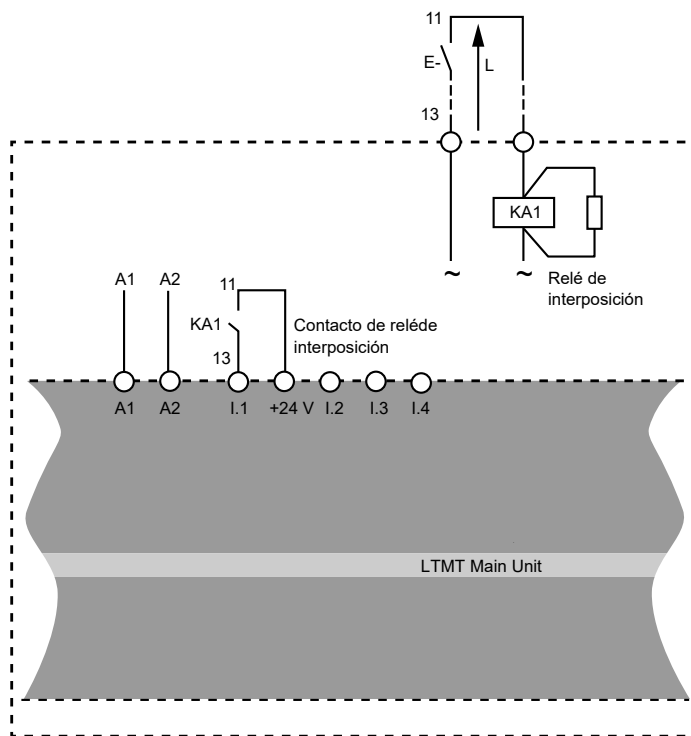 11
E-
L
13
KA1
~
~
Relé de
interposición
A1
A2
11
KA1
13
Contacto de reléde
interposición
A1
A2
I.1
+24 V
I.2
I.3
I.4
LTMT Main Unit